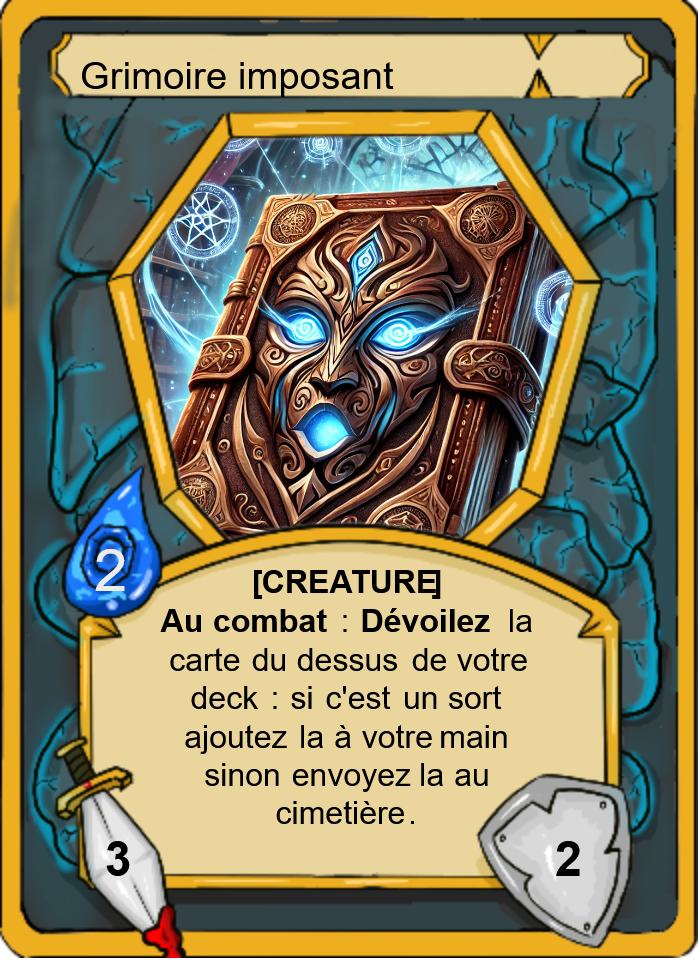 Grimoire imposant
2
[CREATURE]
Au combat : Dévoilez la
carte du dessus de votre
deck : si c'est un sort
ajoutez la à votre main
sinon envoyez la au
cimetière.
3
2